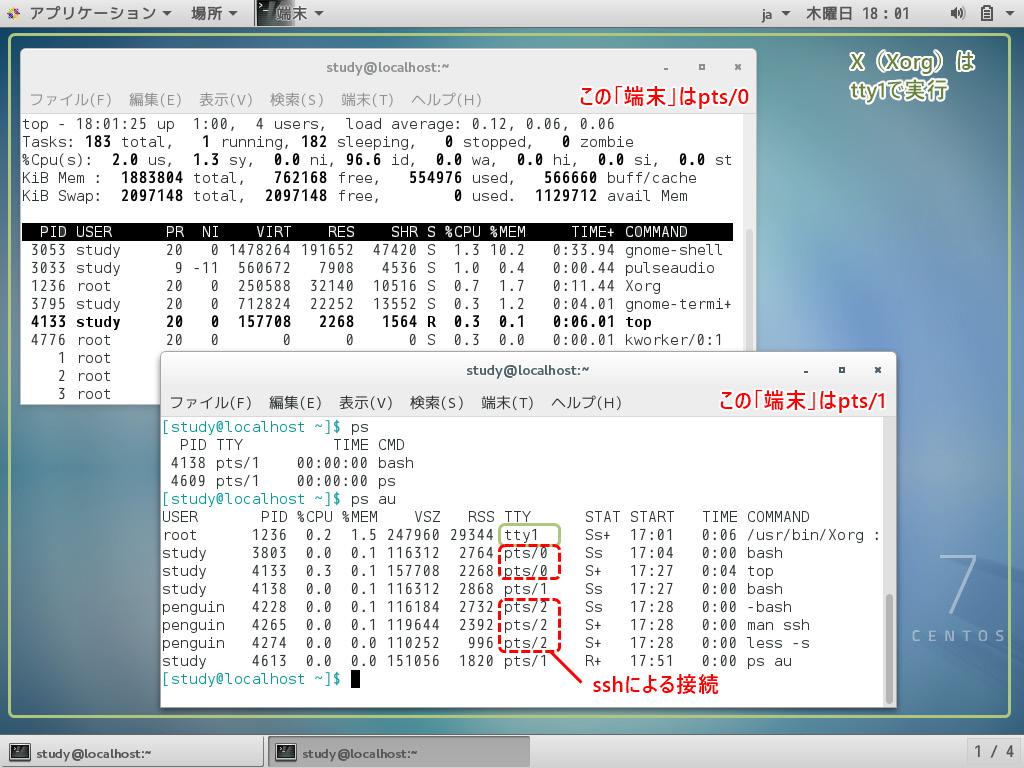 アプリケーション 場所 端末 ja 木曜日 18：01
X（Xorg）は
tty1で実行
study@localhost:~
ファイル(F) 編集(E) 表示(V) 検索(S) 端末(T) ヘルプ(H)
この「端末」はpts/0
top - 18:01:25 up  1:00,  4 users,  load average: 0.12, 0.06, 0.06
Tasks: 183 total,   1 running, 182 sleeping,   0 stopped,   0 zombie
%Cpu(s):  2.0 us,  1.3 sy,  0.0 ni, 96.6 id,  0.0 wa,  0.0 hi,  0.0 si,  0.0 st
KiB Mem :  1883804 total,   762168 free,   554976 used,   566660 buff/cache
KiB Swap:  2097148 total,  2097148 free,        0 used.  1129712 avail Mem
PID USER PR NI VIRT RES SHR S %CPU %MEM TIME+ COMMAND
3053 study 20 0 1478264 191652 47420 S 1.3 10.2 0:33.94 gnome-shell
3033 study 9 -11 560672 7908 4536 S 1.0 0.4 0:00.44 pulseaudio
1236 root 20 0 250588 32140 10516 S 0.7 1.7 0:11.44 Xorg
3795 study 20 0 712824 22252 13552 S 0.3 1.2 0:04.01 gnome-termi+
4133 study 20 0 157708 2268 1564 R 0.3 0.1 0:06.01 top
4776 root 20 0 0 0 0 S 0.3 0.0 0:00.01 kworker/0:1
1 root
2 root
3 root
study@localhost:~
ファイル(F) 編集(E) 表示(V) 検索(S) 端末(T) ヘルプ(H)
この「端末」はpts/1
[study@localhost ~]$ ps
PID TTY TIME CMD
4138 pts/1 00:00:00 bash
4609 pts/1 00:00:00 ps
[study@localhost ~]$ ps au
USER PID %CPU %MEM VSZ RSS TTY STAT START TIME COMMAND
root 1236 0.2 1.5 247960 29344 tty1 Ss+ 17:01 0:06 /usr/bin/Xorg :
study 3803 0.0 0.1 116312 2764 pts/0 Ss 17:04 0:00 bash
study 4133 0.3 0.1 157708 2268 pts/0 S+ 17:27 0:04 top
study 4138 0.0 0.1 116312 2868 pts/1 Ss 17:27 0:00 bash
penguin 4228 0.0 0.1 116184 2732 pts/2 Ss 17:28 0:00 -bash
penguin 4265 0.0 0.1 119644 2392 pts/2 S+ 17:28 0:00 man ssh
penguin 4274 0.0 0.0 110252 996 pts/2 S+ 17:28 0:00 less -s
study 4613 0.0 0.0 151056 1820 pts/1 R+ 17:51 0:00 ps au
[study@localhost ~]$
sshによる接続
7
CENTOS
study@localhost:~ study@localhost:~ 1 / 4